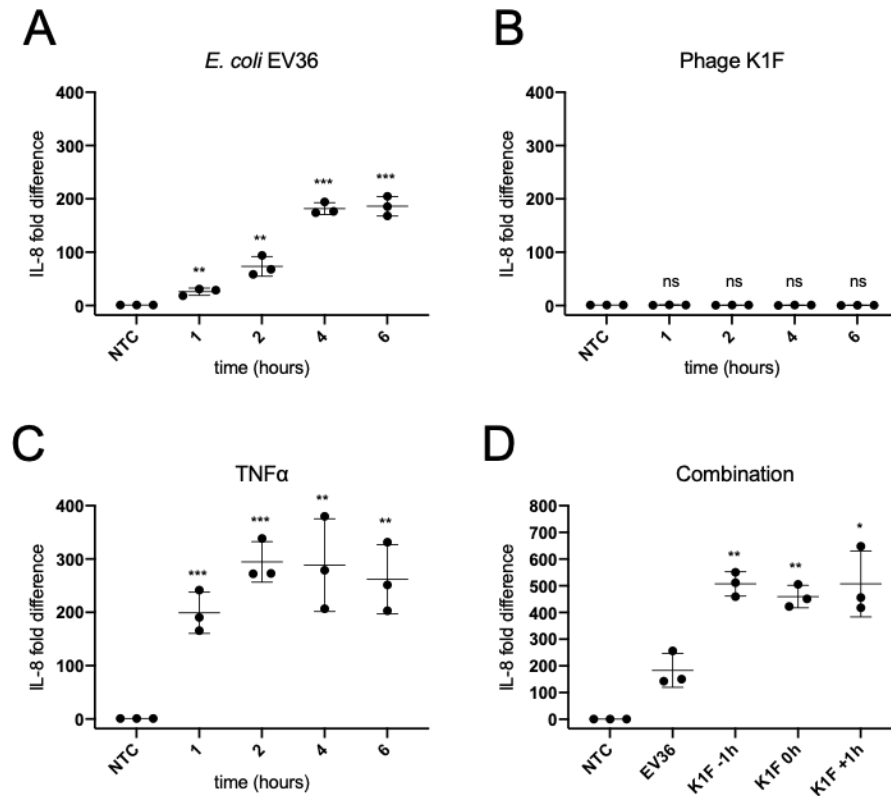 A
E. coli EV36
IL-8 fold difference
400
300
200
100
0
**
**
***
***
NTC
1
2
4
6
time (hours)
B
Phage K1F
IL-8 fold difference
400
300
200
100
0
ns
ns
ns
ns
NTC
1
2
4
6
time (hours)
C
TNFα
IL-8 fold difference
400
300
200
100
0
***
***
**
**
NTC
1
2
4
6
time (hours)
D
Combination
IL-8 fold difference
800
700
600
500
400
300
200
100
0
**
**
*
NTC
EV36
K1F -1h
K1F 0h
K1F +1h